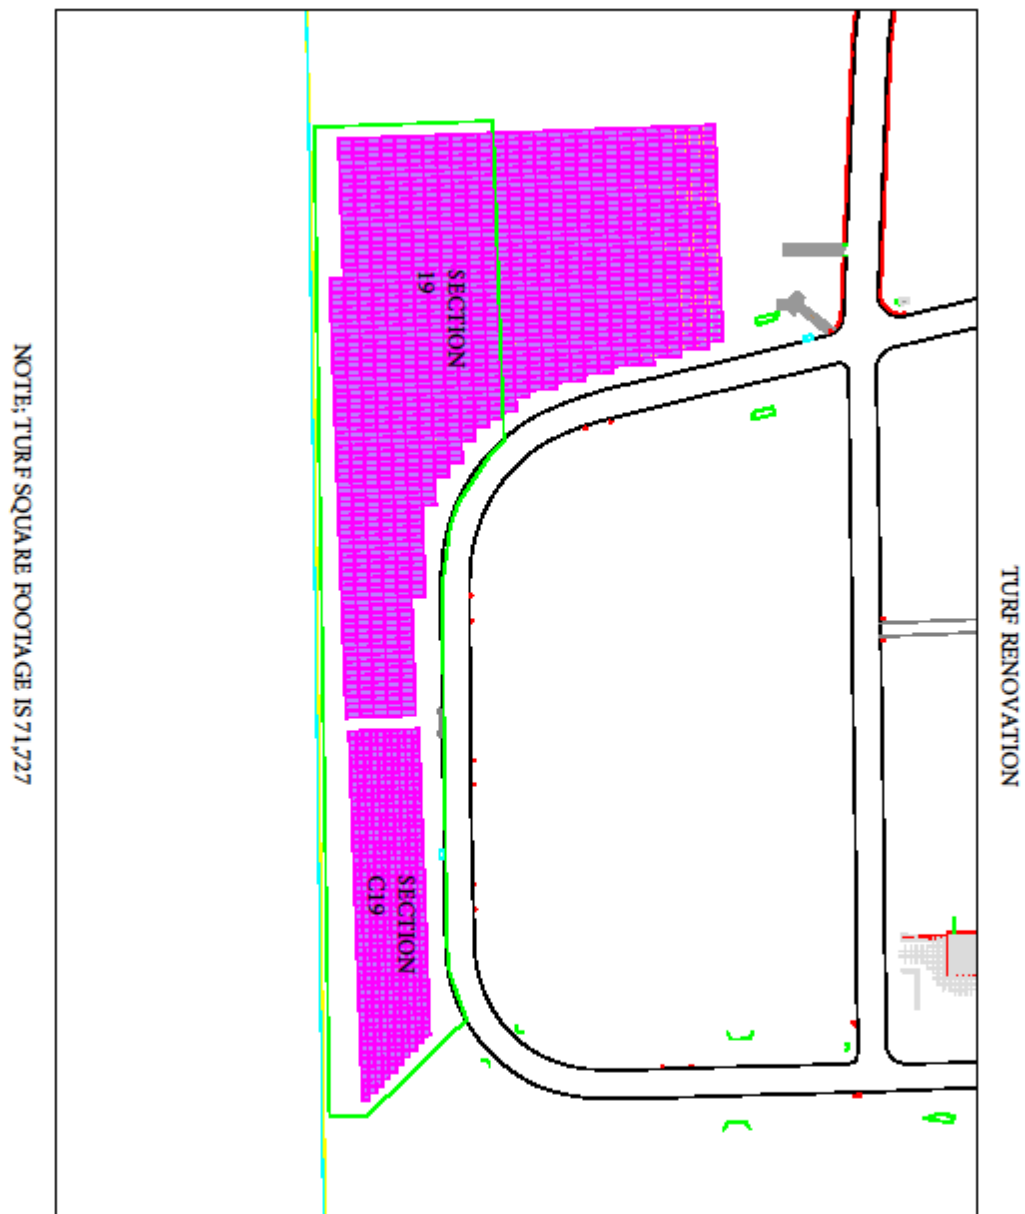 TURF RENOVATION
SECTION
19
SECTION
C19
NOTE; TURF SQUARE FOOTAGE IS 71,727